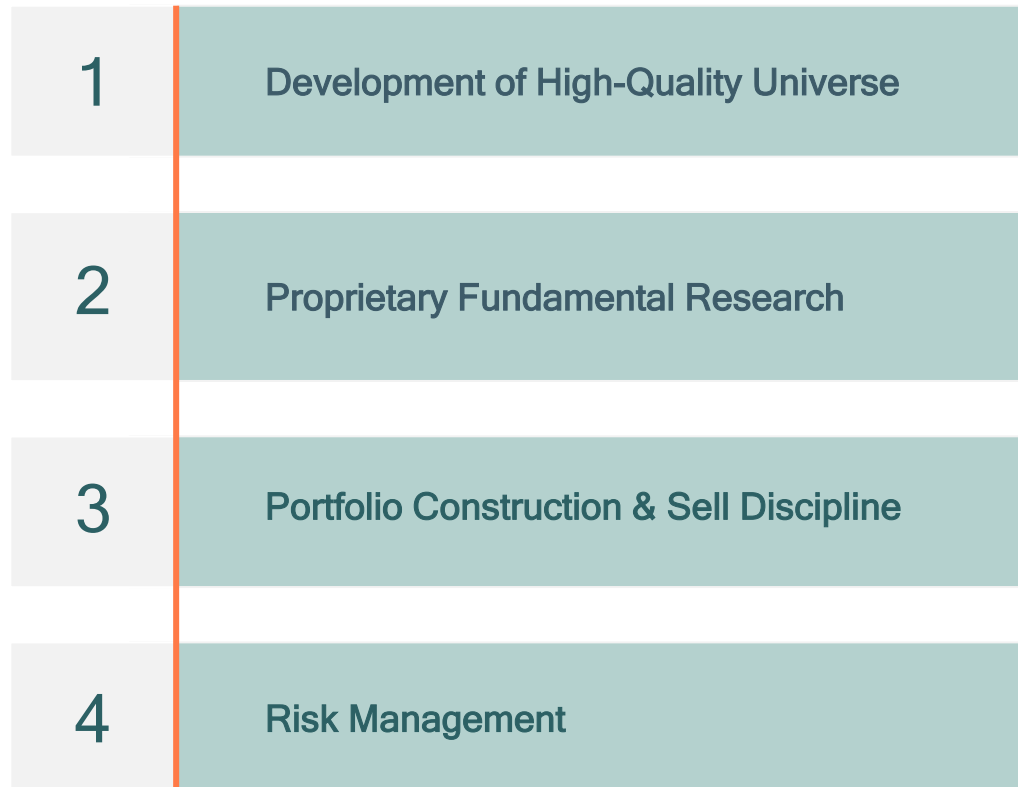 1
Development of High-Quality Universe
2
Proprietary Fundamental Research
3
Portfolio Construction & Sell Discipline
4
Risk Management